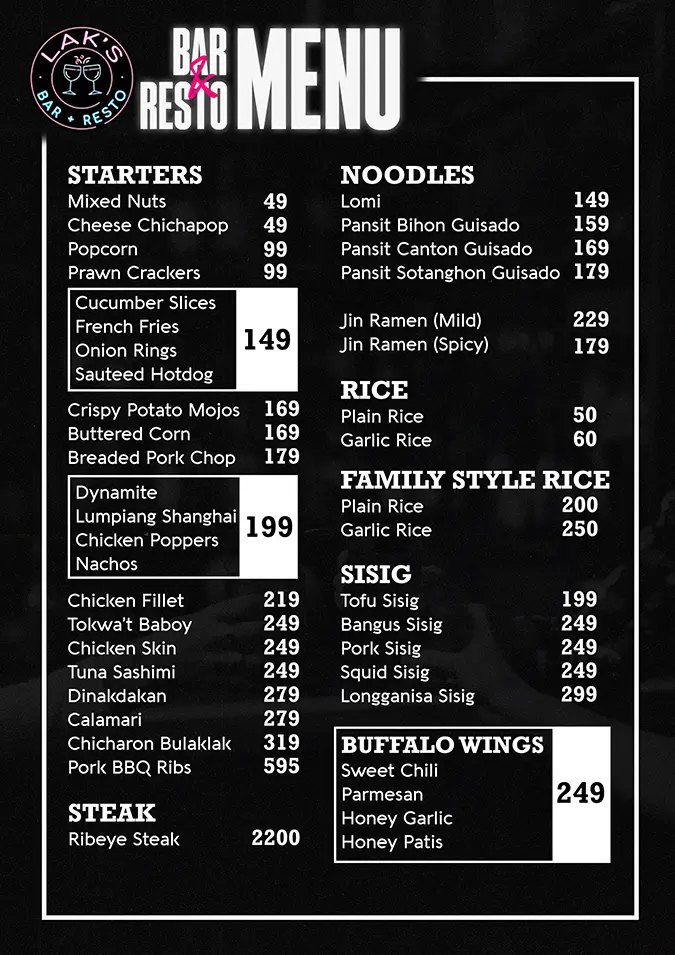 LAK'S
BAR + RESTO
BAR
&
RESTO
MENU
STARTERS
Mixed Nuts 49
Cheese Chichapop 49
Popcorn 99
Prawn Crackers 99
Cucumber Slices
French Fries
Onion Rings
Sauteed Hotdog
149
Crispy Potato Mojos 169
Buttered Corn 169
Breaded Pork Chop 179
Dynamite
Lumpiang Shanghai
Chicken Poppers
Nachos
199
Chicken Fillet 219
Tokwa't Baboy 249
Chicken Skin 249
Tuna Sashimi 249
Dinakdakan 279
Calamari 279
Chicharon Bulaklak 319
Pork BBQ Ribs 595
STEAK
Ribeye Steak 2200
NOODLES
Lomi 149
Pansit Bihon Guisado 159
Pansit Canton Guisado 169
Pansit Sotanghon Guisado 179
Jin Ramen (Mild) 229
Jin Ramen (Spicy) 179
RICE
Plain Rice 50
Garlic Rice 60
FAMILY STYLE RICE
Plain Rice 200
Garlic Rice 250
SISIG
Tofu Sisig 199
Bangus Sisig 249
Pork Sisig 249
Squid Sisig 249
Longganisa Sisig 299
BUFFALO WINGS
Sweet Chili
Parmesan
Honey Garlic
Honey Patis
249